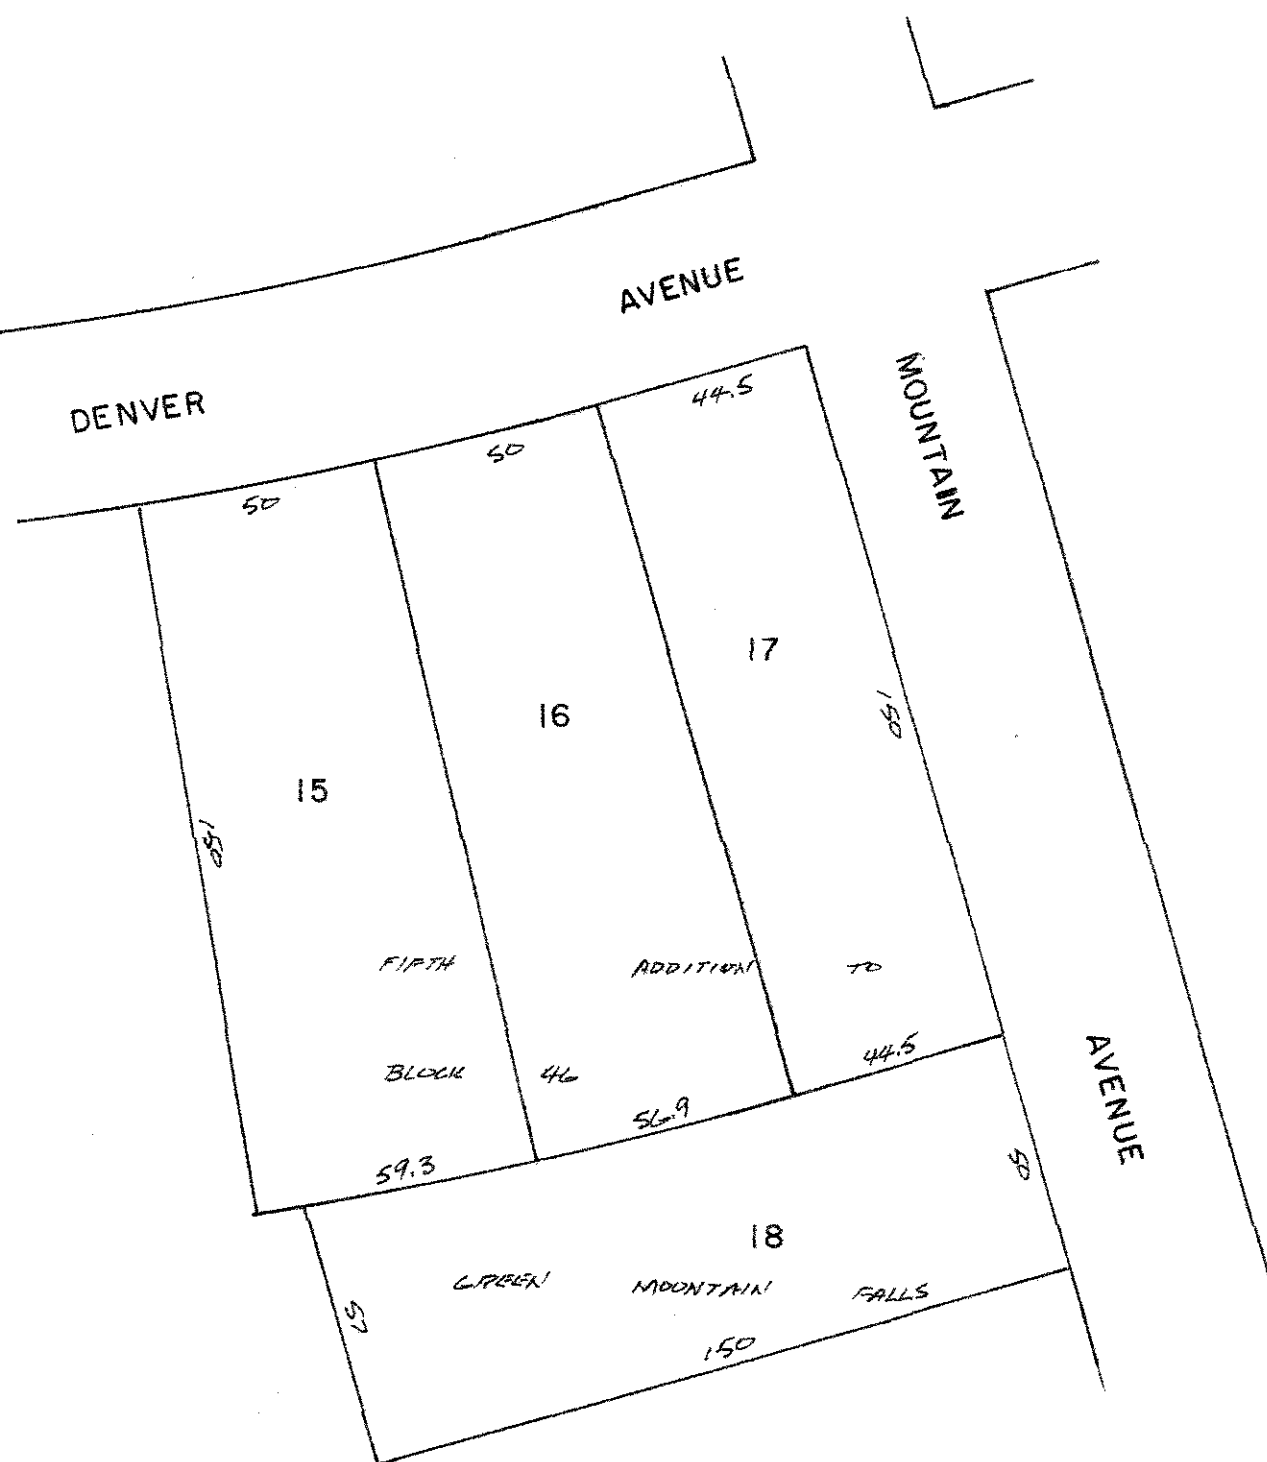 AVENUE
DENVER
MOUNTAIN
44.5
50
50
17
16
150
15
150
FIFTH ADDITION TO
BLOCK 46
44.5
56.9
59.3
AVENUE
50
18
GREEN MOUNTAIN FALLS
57
150